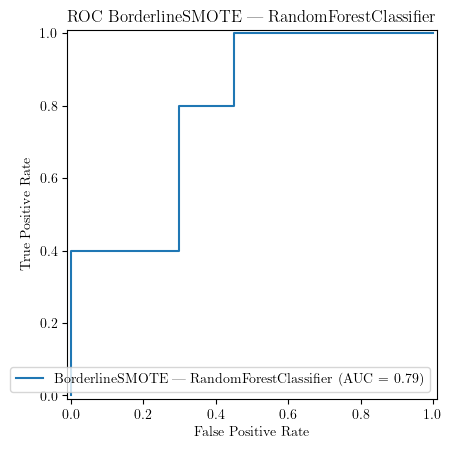 ROC BorderlineSMOTE — RandomForestClassifier
1.0
0.8
0.6
0.4
0.2
0.0
True Positive Rate
BorderlineSMOTE — RandomForestClassifier (AUC = 0.79)
0.0 0.2 0.4 0.6 0.8 1.0
False Positive Rate